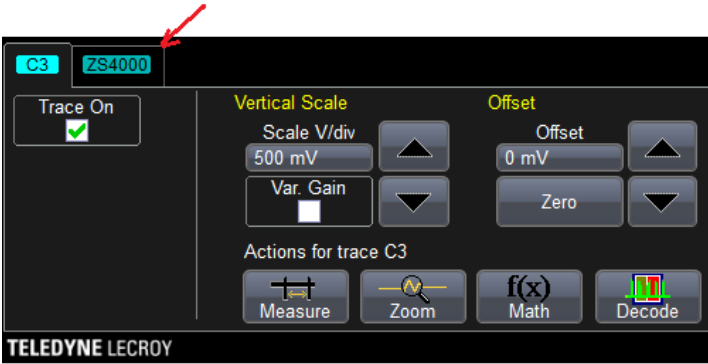 C3 ZS4000
Trace On
Vertical Scale
Scale V/div
500 mV
Var. Gain
Offset
Offset
0 mV
Zero
Actions for trace C3
Measure
Zoom
f(x)
Math
Decode
TELEDYNE LECROY